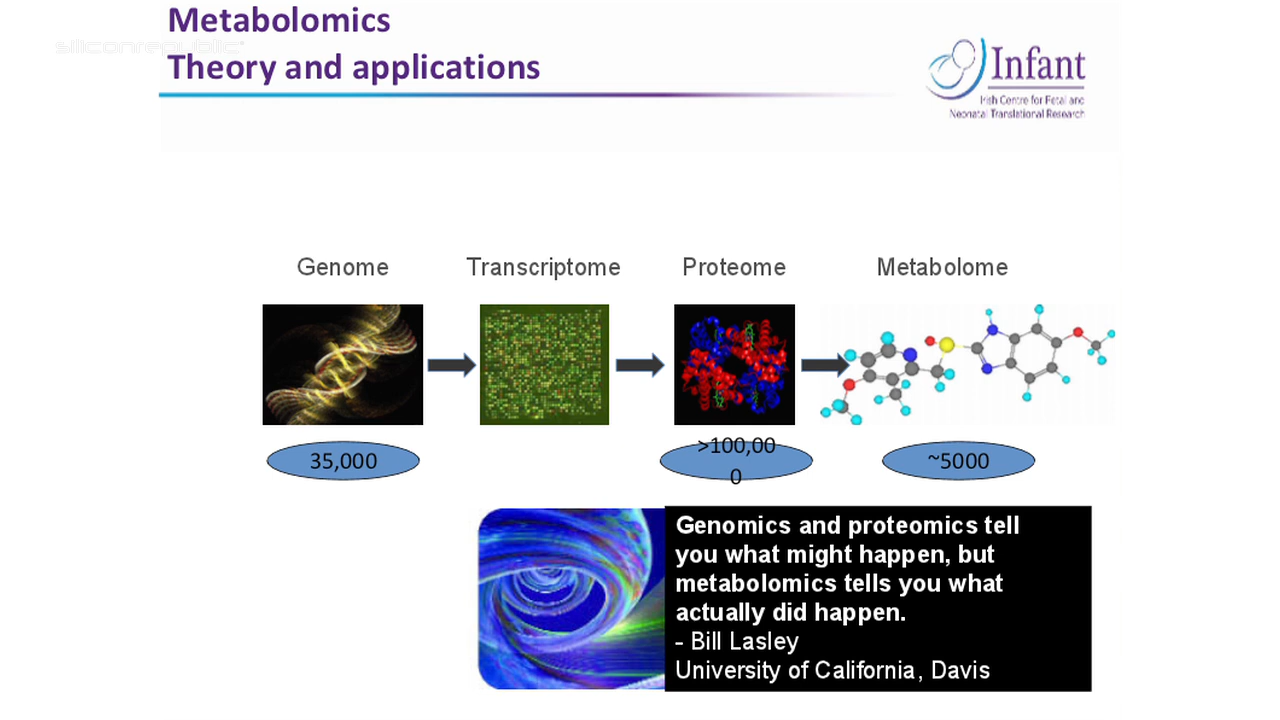 Metabolomics
siliconrepublic
Theory and applications
Infant
Irish Centre for Fetal and
Neonatal Translational Research
Genome Transcriptome Proteome Metabolome
35,000 >100,00 ~5000
0
Genomics and proteomics tell
you what might happen, but
metabolomics tells you what
actually did happen.
- Bill Lasley
University of California, Davis